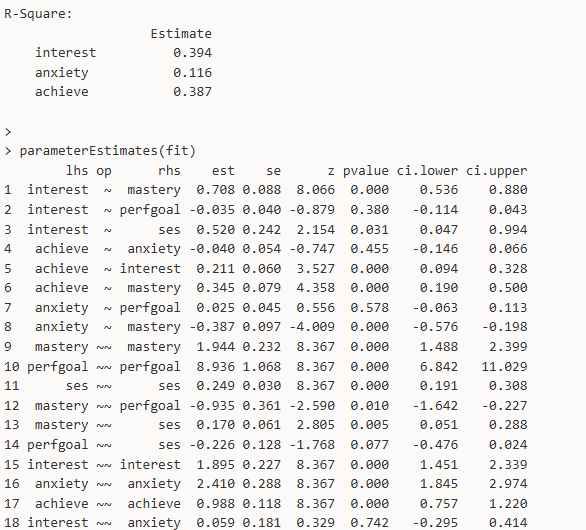 R-Square:
                   Estimate
    interest          0.394
    anxiety           0.116
    achieve           0.387

>
> parameterEstimates(fit)
        lhs op      rhs    est    se      z pvalue ci.lower ci.upper
1  interest  ~  mastery  0.708 0.088  8.066  0.000    0.536    0.880
2  interest  ~ perfgoal -0.035 0.040 -0.879  0.380   -0.114    0.043
3  interest  ~      ses  0.520 0.242  2.154  0.031    0.047    0.994
4   achieve  ~  anxiety -0.040 0.054 -0.747  0.455   -0.146    0.066
5   achieve  ~ interest  0.211 0.060  3.527  0.000    0.094    0.328
6   achieve  ~  mastery  0.345 0.079  4.358  0.000    0.190    0.500
7   anxiety  ~ perfgoal  0.025 0.045  0.556  0.578   -0.063    0.113
8   anxiety  ~  mastery -0.387 0.097 -4.009  0.000   -0.576   -0.198
9   mastery ~~  mastery  1.944 0.232  8.367  0.000    1.488    2.399
10 perfgoal ~~ perfgoal  8.936 1.068  8.367  0.000    6.842   11.029
11      ses ~~      ses  0.249 0.030  8.367  0.000    0.191    0.308
12  mastery ~~ perfgoal -0.935 0.361 -2.590  0.010   -1.642   -0.227
13  mastery ~~      ses  0.170 0.061  2.805  0.005    0.051    0.288
14 perfgoal ~~      ses -0.226 0.128 -1.768  0.077   -0.476    0.024
15 interest ~~ interest  1.895 0.227  8.367  0.000    1.451    2.339
16  anxiety ~~  anxiety  2.410 0.288  8.367  0.000    1.845    2.974
17  achieve ~~  achieve  0.988 0.118  8.367  0.000    0.757    1.220
18 interest ~~  anxiety  0.059 0.181  0.329  0.742   -0.295    0.414